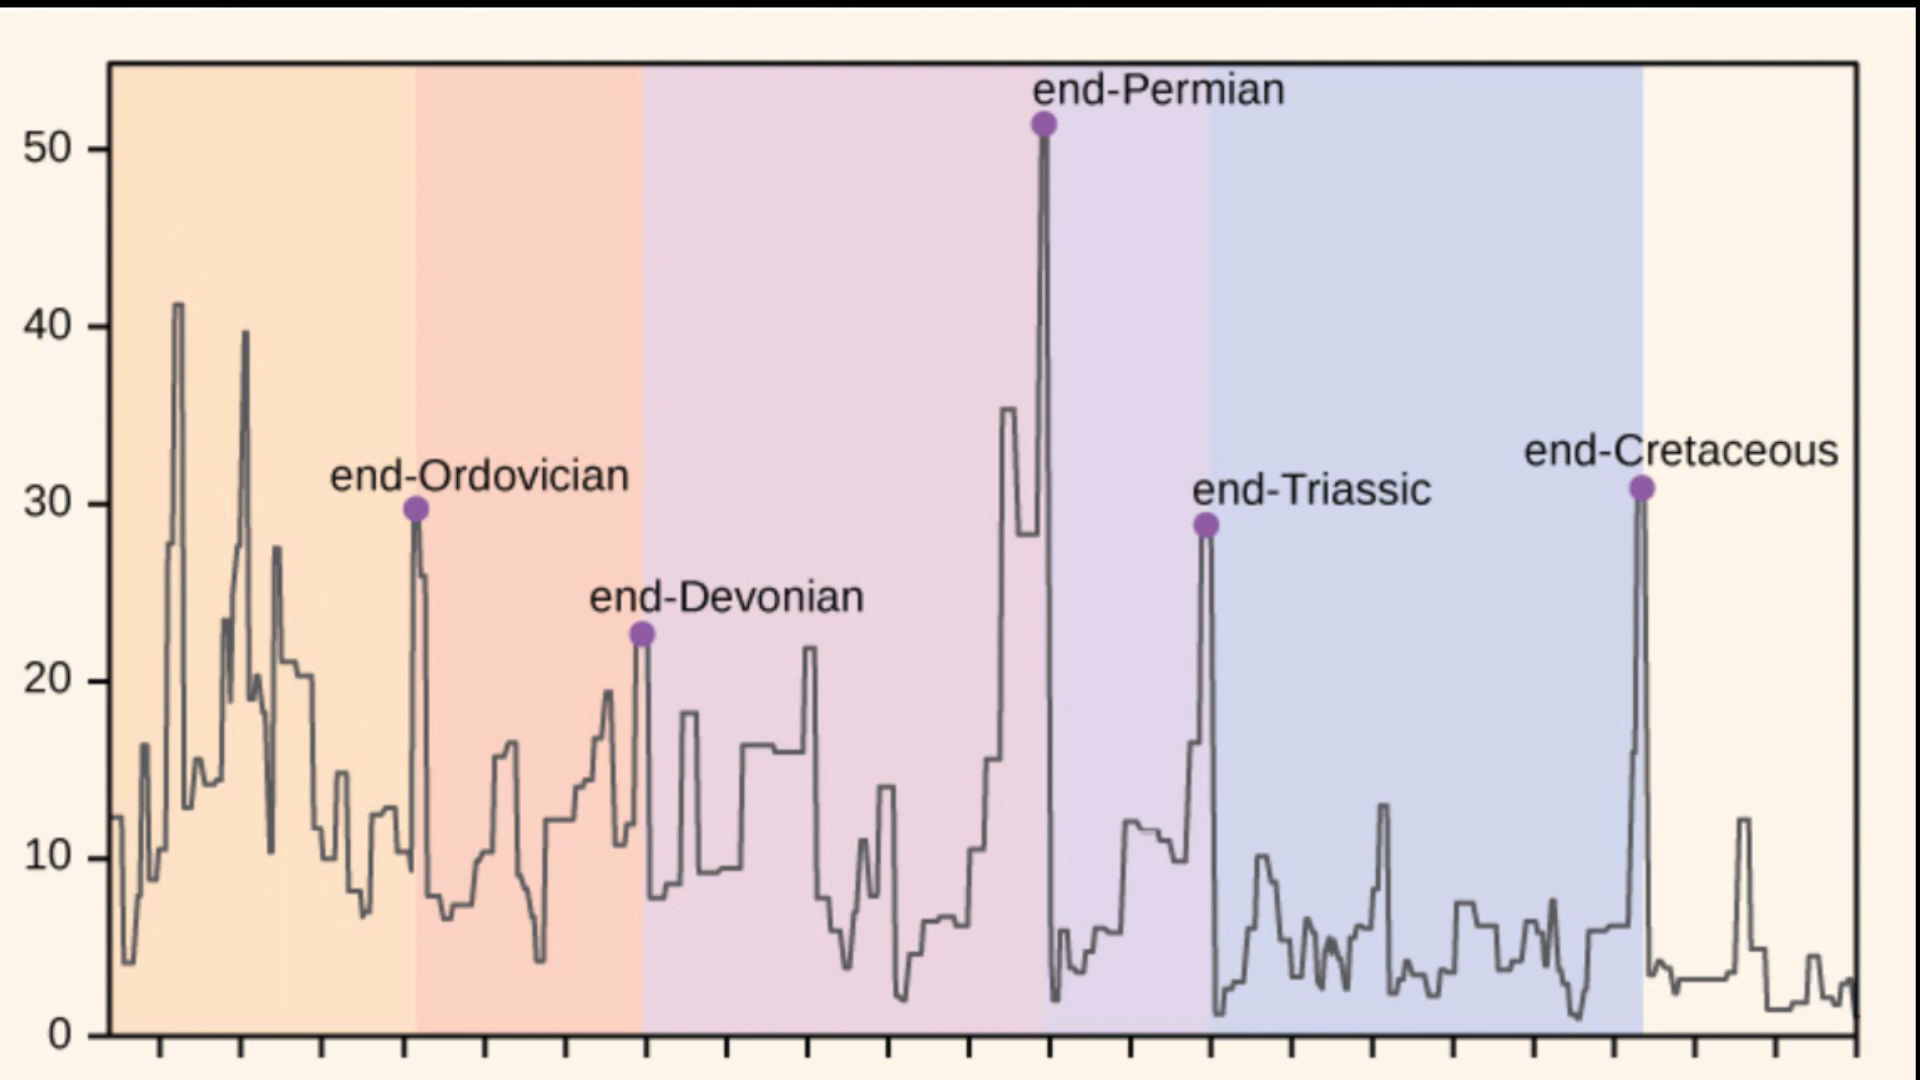 end-Permian
50
40
end-Cretaceous
end-Ordovician
end-Triassic
30
end-Devonian
20
10
0